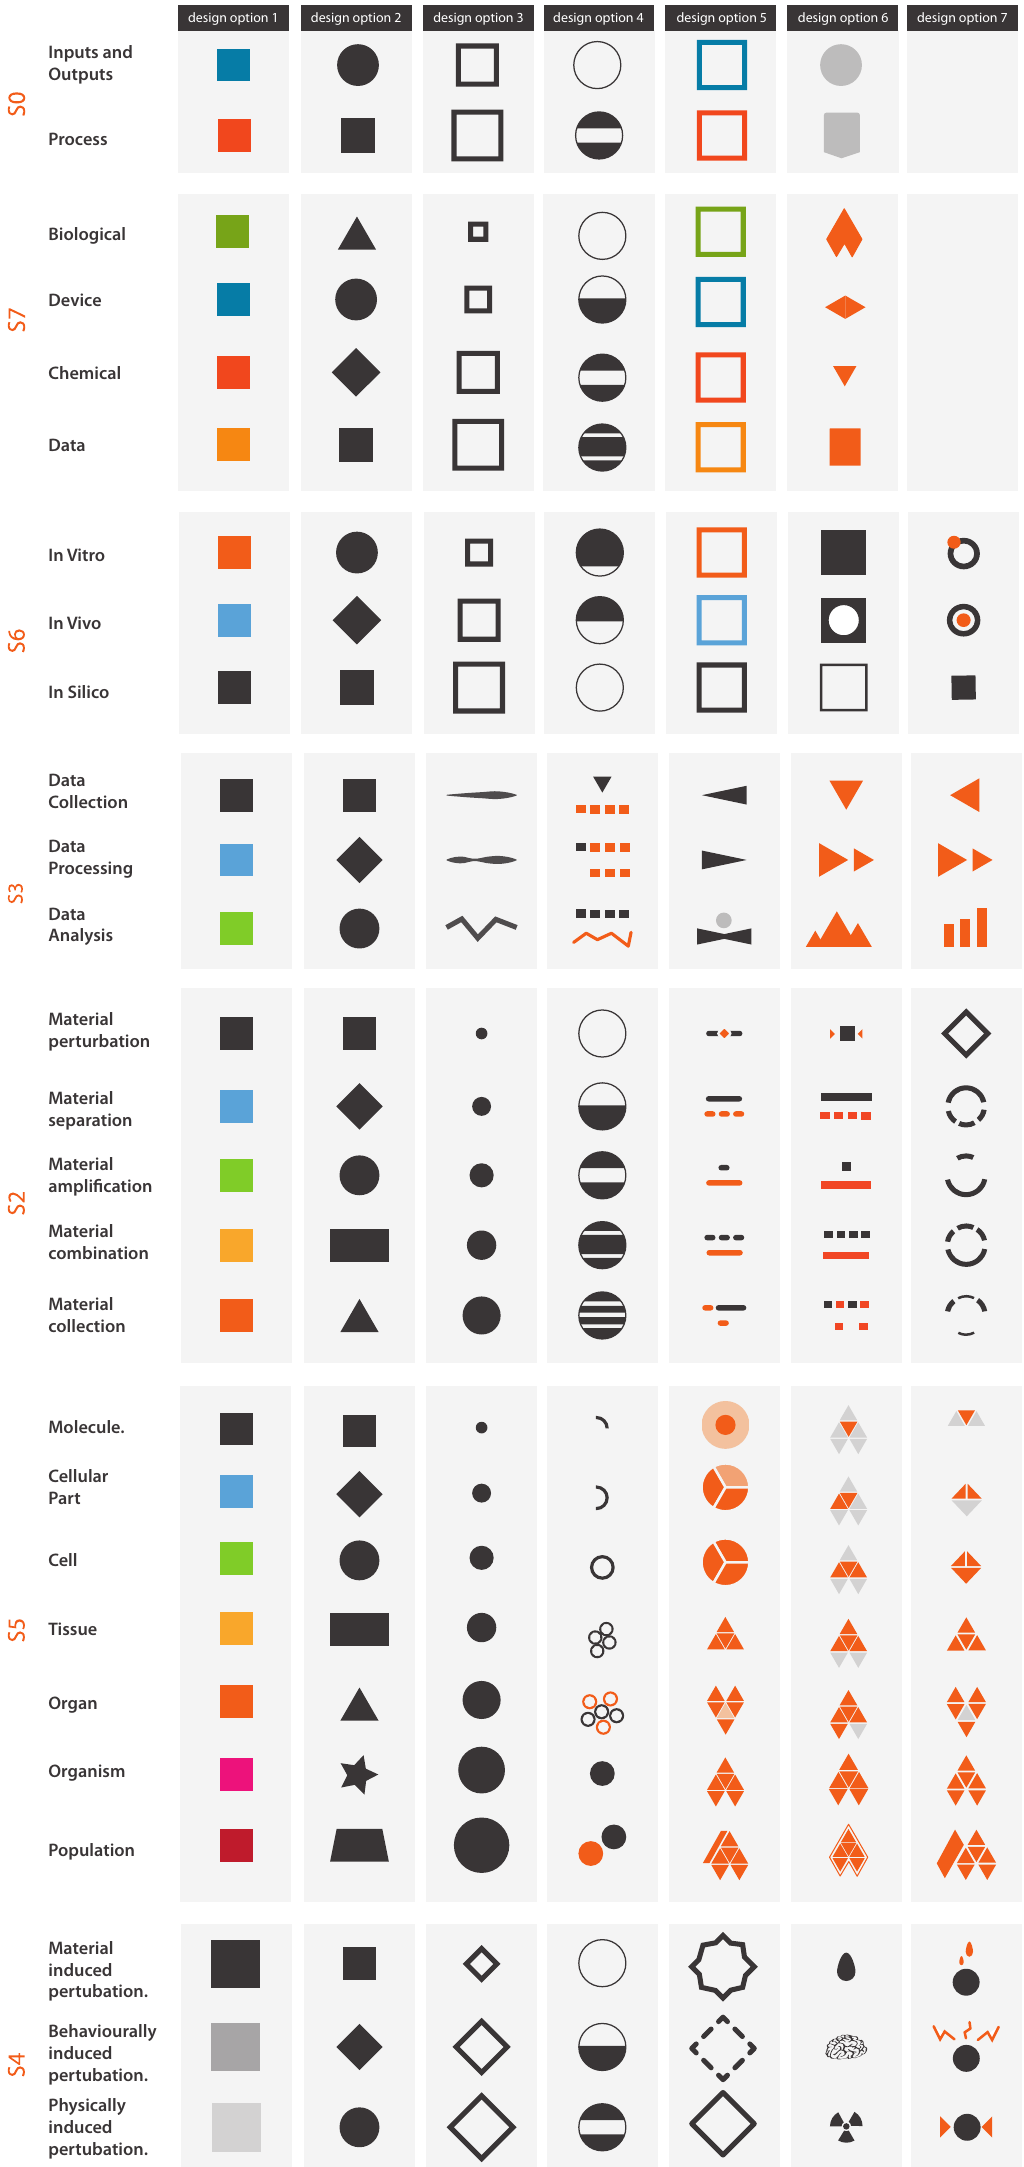 design option 1
design option 2
design option 3
design option 4
design option 5
design option 6
design option 7
S0
Inputs and
Outputs
Process
S7
Biological
Device
Chemical
Data
S6
In Vitro
In Vivo
In Silico
S3
Data
Collection
Data
Processing
Data
Analysis
S2
Material
perturbation
Material
separation
Material
amplification
Material
combination
Material
collection
S5
Molecule.
Cellular
Part
Cell
Tissue
Organ
Organism
Population
S4
Material
induced
pertubation.
Behaviourally
induced
pertubation.
Physically
induced
pertubation.